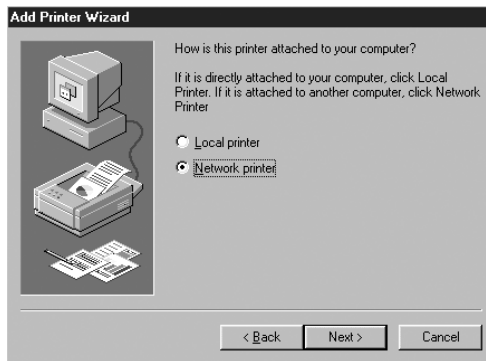 Add Printer Wizard
How is this printer attached to your computer?
If it is directly attached to your computer, click Local
Printer. If it is attached to another computer, click Network
Printer
Local printer
Network printer
< Back
Next >
Cancel